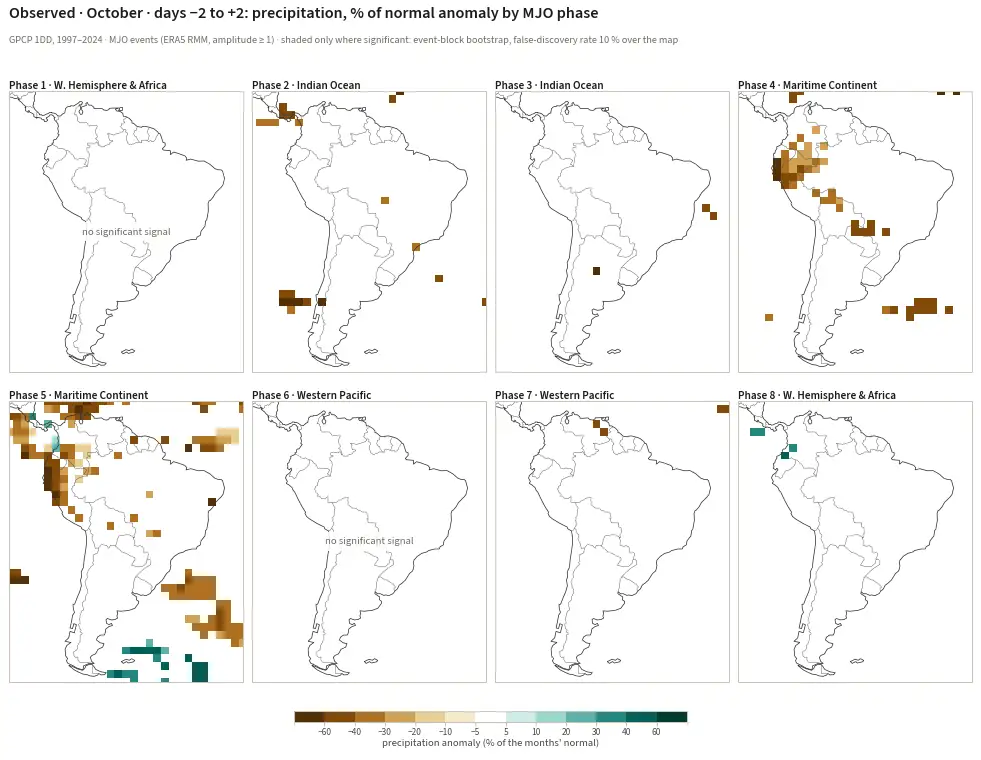 Observed · October · days −2 to +2: precipitation, % of normal anomaly by MJO phase
GPCP 1DD, 1997–2024 · MJO events (ERA5 RMM, amplitude ≥ 1) · shaded only where significant: event-block bootstrap, false-discovery rate 10 % over the map
Phase 1 · W. Hemisphere & Africa
Phase 2 · Indian Ocean
Phase 3 · Indian Ocean
Phase 4 · Maritime Continent
no significant signal
Phase 5 · Maritime Continent
Phase 6 · Western Pacific
Phase 7 · Western Pacific
Phase 8 · W. Hemisphere & Africa
no significant signal
−60 −40 −30 −20 −10 −5 5 10 20 30 40 60
precipitation anomaly (% of the months' normal)